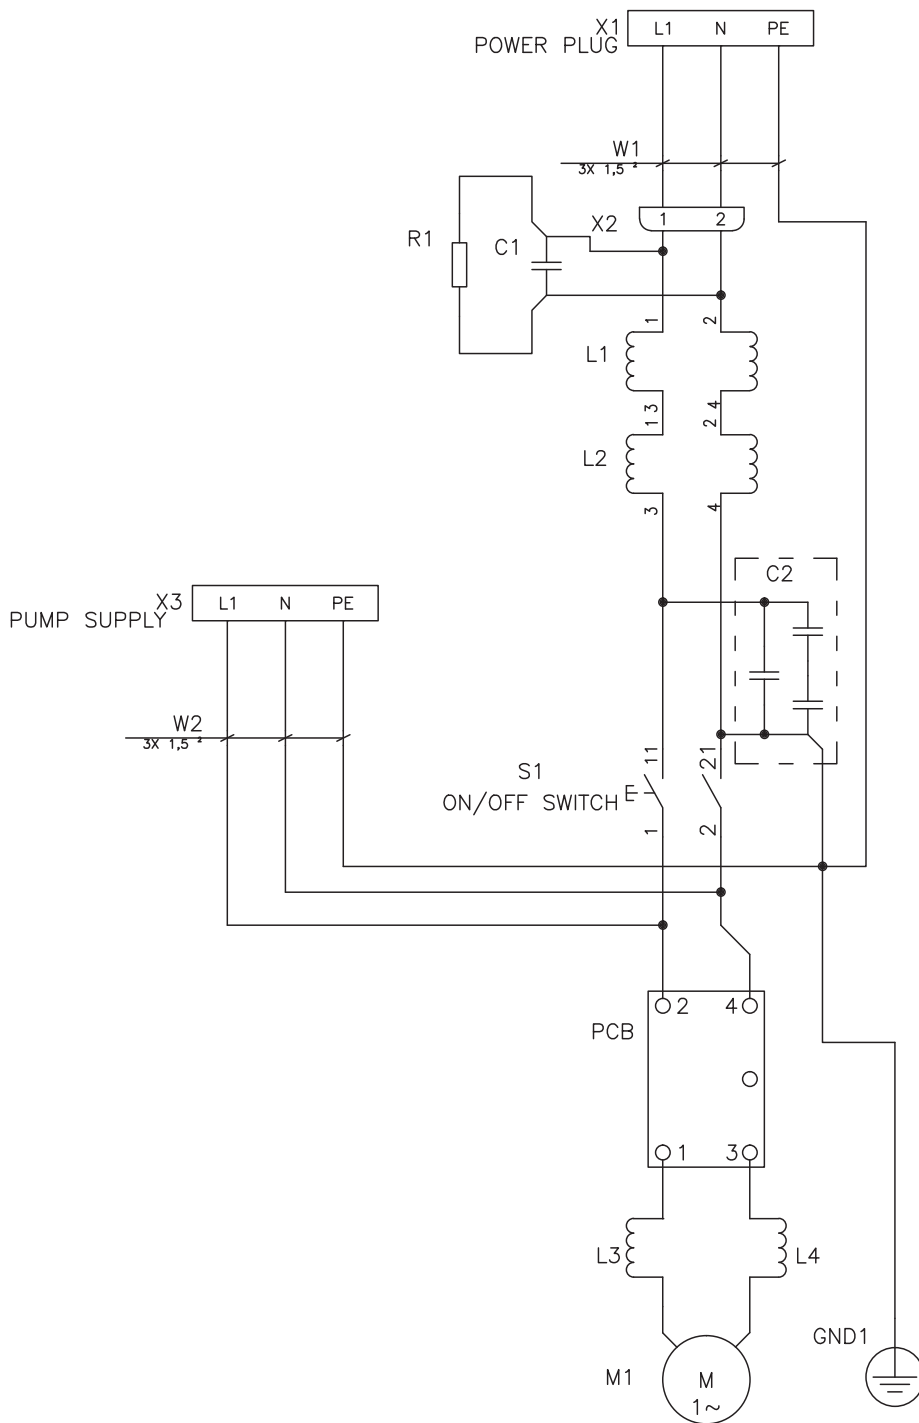 X1 L1 N PE
POWER PLUG
W1
3X 1,5 ²
X2 1 2
R1 C1
1 2
L1
3 4
1 2
L2
3 4
C2
X3 L1 N PE
PUMP SUPPLY
W2
3X 1,5 ²
11 21
S1
ON/OFF SWITCH
1 2
2 4
PCB
1 3
L3 L4
GND1
M1 M
1~